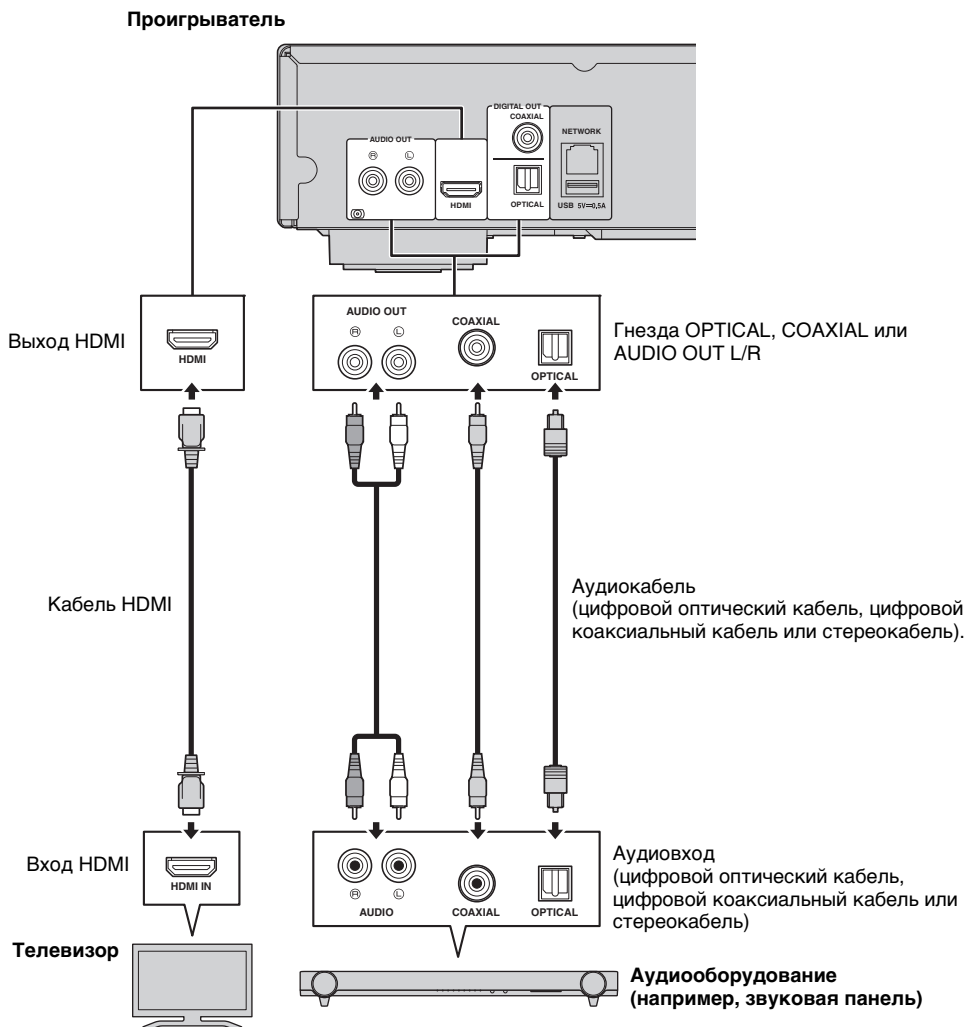 Проигрыватель
DIGITAL OUT
COAXIAL
AUDIO OUT
R L
NETWORK
HDMI
OPTICAL
USB 5V⎓0,5A
AUDIO OUT
R L
COAXIAL
Выход HDMI
HDMI
OPTICAL
Гнезда OPTICAL, COAXIAL или
AUDIO OUT L/R
Кабель HDMI
Аудиокабель
(цифровой оптический кабель, цифровой
коаксиальный кабель или стереокабель).
Вход HDMI
HDMI IN
R L
AUDIO
COAXIAL
OPTICAL
Аудиовход
(цифровой оптический кабель,
цифровой коаксиальный кабель или
стереокабель)
Телевизор
Аудиооборудование
(например, звуковая панель)